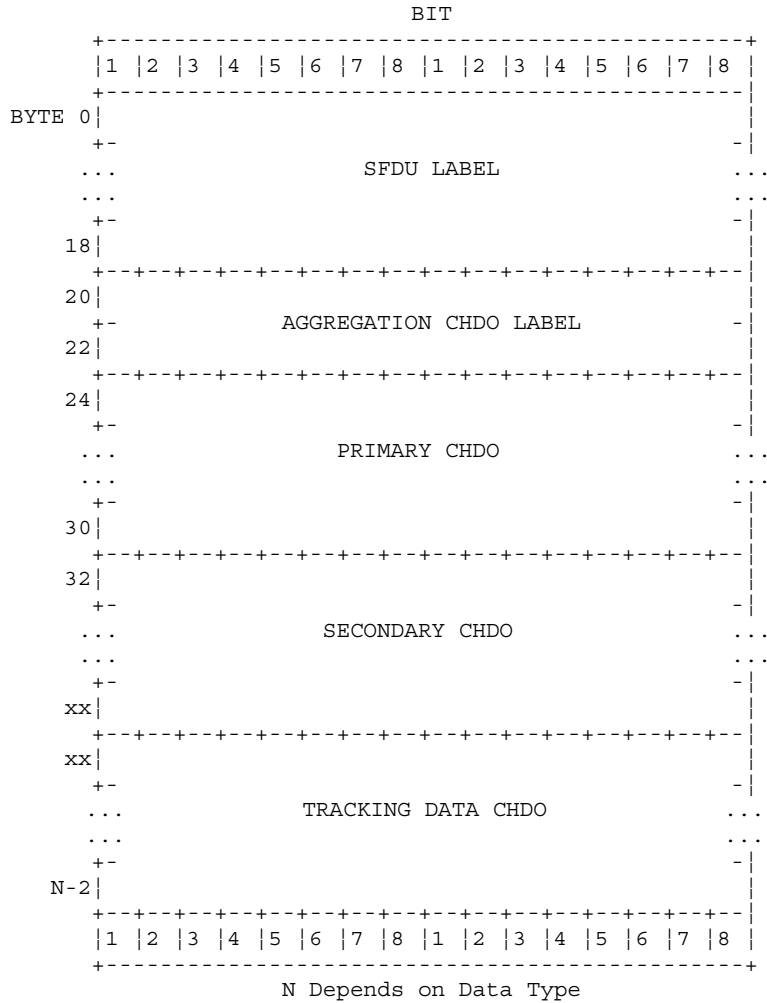 BIT
+-----------------------------------------------+
|1 |2 |3 |4 |5 |6 |7 |8 |1 |2 |3 |4 |5 |6 |7 |8 |
+-----------------------------------------------|
BYTE 0| |
+- -|
... SFDU LABEL ...
... ...
+- -|
18| |
+--+--+--+--+--+--+--+--+--+--+--+--+--+--+--+--|
20| |
+- AGGREGATION CHDO LABEL -|
22| |
+--+--+--+--+--+--+--+--+--+--+--+--+--+--+--+--|
24| |
+- -|
... PRIMARY CHDO ...
... ...
+- -|
30| |
+--+--+--+--+--+--+--+--+--+--+--+--+--+--+--+--|
32| |
+- -|
... SECONDARY CHDO ...
... ...
+- -|
xx| |
+--+--+--+--+--+--+--+--+--+--+--+--+--+--+--+--|
xx| |
+- -|
... TRACKING DATA CHDO ...
... ...
+- -|
N-2| |
+--+--+--+--+--+--+--+--+--+--+--+--+--+--+--+--|
|1 |2 |3 |4 |5 |6 |7 |8 |1 |2 |3 |4 |5 |6 |7 |8 |
+-----------------------------------------------+
N Depends on Data Type